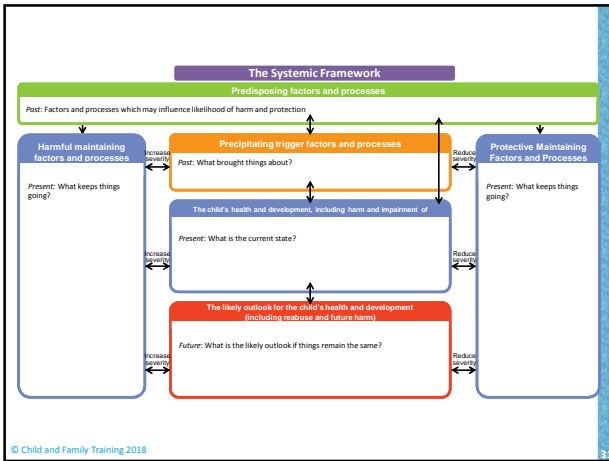 The Systemic Framework
Predisposing factors and processes
Past: Factors and processes which may influence likelihood of harm and protection
Harmful maintaining
factors and processes
Present: What keeps things
going?
Increase
severity
Precipitating trigger factors and processes
Past: What brought things about?
Reduce
severity
Protective Maintaining
Factors and Processes
Present: What keeps things
going?
The child's health and development, including harm and impairment of
Present: What is the current state?
Increase
severity
Reduce
severity
The likely outlook for the child's health and development
(including reabuse and future harm)
Future: What is the likely outlook if things remain the same?
Increase
severity
Reduce
severity
© Child and Family Training 2018
3